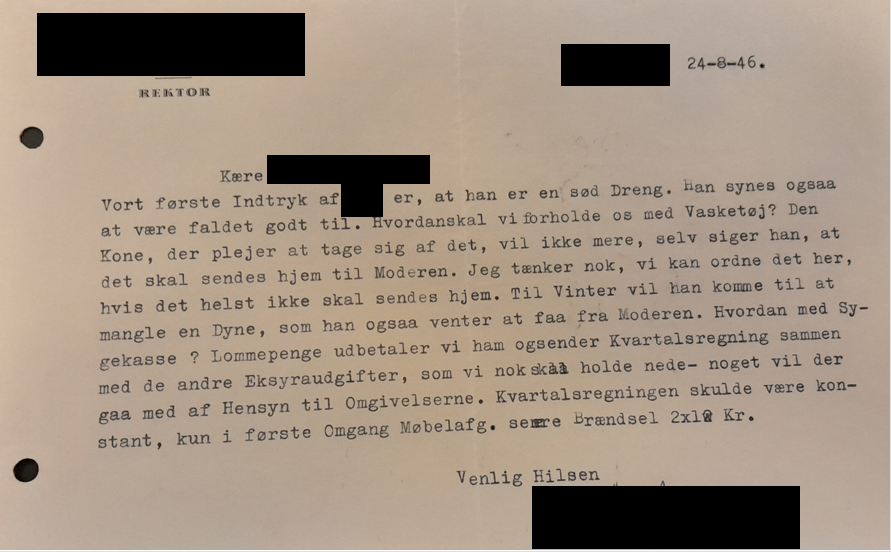 REKTOR
24-8-46.
Kære
Vort første Indtryk af er, at han er en sød Dreng. Han synes ogsaa
at være faldet godt til. Hvordanskal vi forholde os med Vasketøj? Den
Kone, der plejer at tage sig af det, vil ikke mere, selv siger han, at
det skal sendes hjem til Moderen. Jeg tænker nok, vi kan ordne det her,
hvis det helst ikke skal sendes hjem. Til Vinter vil han komme til at
mangle en Dyne, som han ogsaa venter at faa fra Moderen. Hvordan med Sy-
gekasse ? Lommepenge udbetaler vi ham ogsender Kvartalsregning sammen
med de andre Eksyraudgifter, som vi nok skal holde nede- noget vil der
gaa med af Hensyn til Omgivelserne. Kvartalsregningen skulde være kon-
stant, kun i første Omgang Møbelafg. senere Brændsel Kr.
Venlig Hilsen